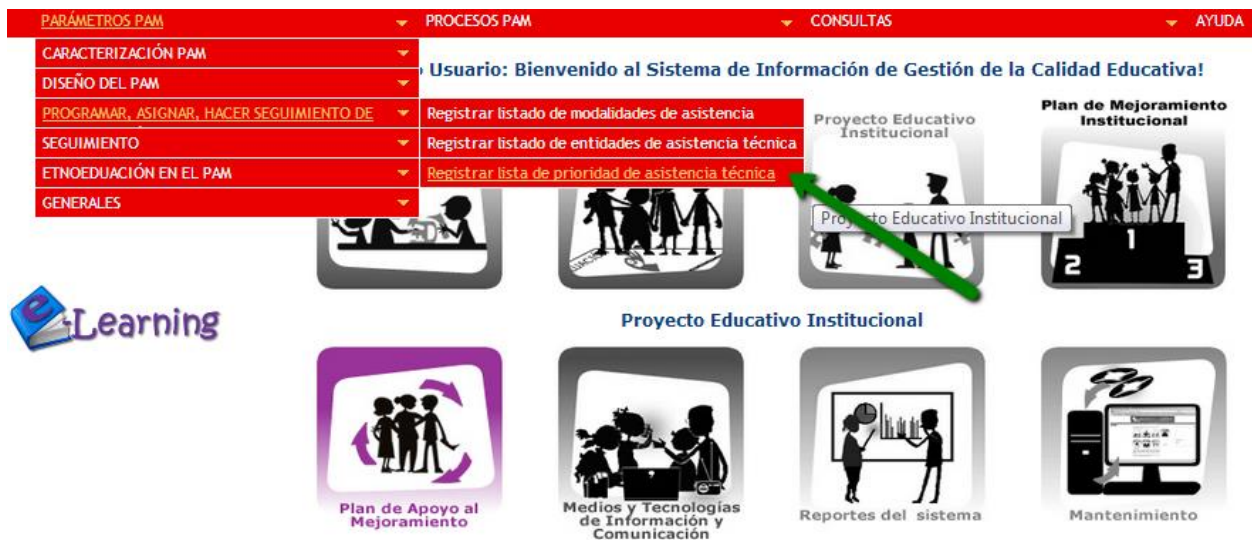 PARÁMETROS PAM
PROCESOS PAM
CONSULTAS
AYUDA
CARACTERIZACIÓN PAM
DISEÑO DEL PAM
PROGRAMAR, ASIGNAR, HACER SEGUIMIENTO DE
SEGUIMIENTO
ETNOEDUACIÓN EN EL PAM
GENERALES
Usuario: Bienvenido al Sistema de Información de Gestión de la Calidad Educativa!
Registrar listado de modalidades de asistencia
Registrar listado de entidades de asistencia técnica
Registrar lista de prioridad de asistencia técnica
Proyecto Educativo
Institucional
Plan de Mejoramiento
Institucional
Proyecto Educativo Institucional
1
2
3
e-Learning
Proyecto Educativo Institucional
Plan de Apoyo al
Mejoramiento
Medios y Tecnologías
de Información y
Comunicación
Reportes del sistema
Mantenimiento